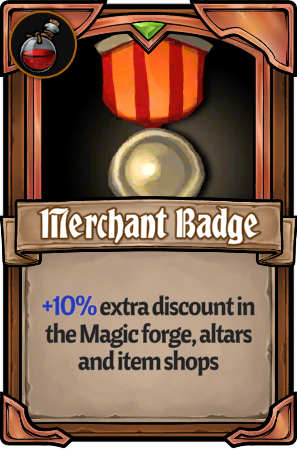 Merchant Badge
+10% extra discount in
the Magic forge, altars
and item shops